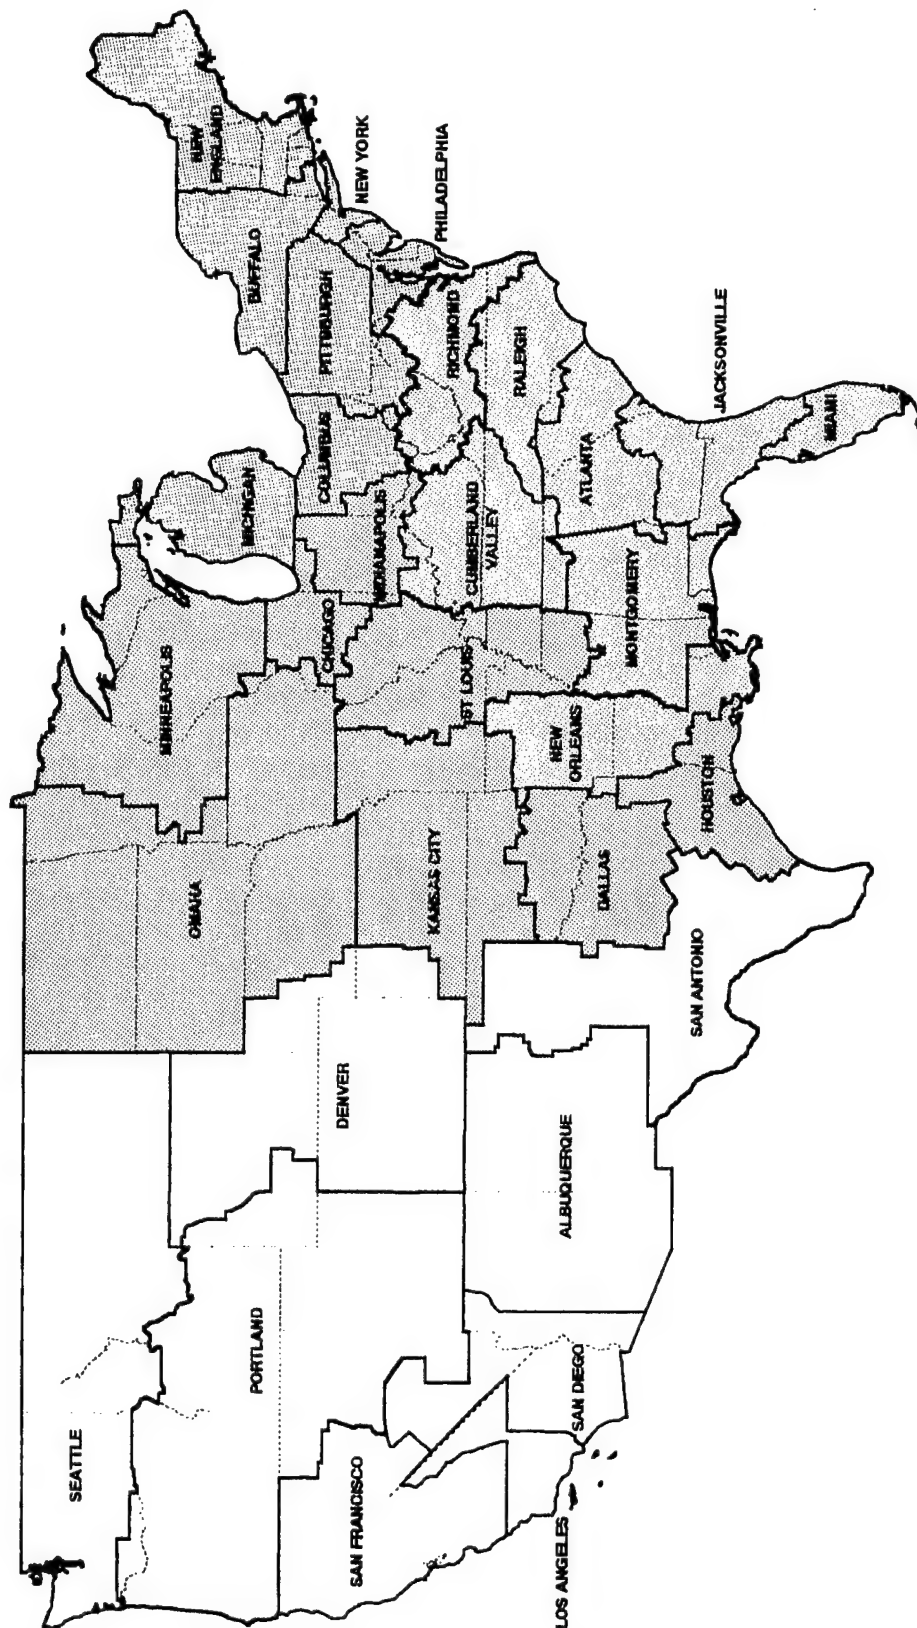 NEW
ENGLAND
BUFFALO
NEW YORK
PITTSBURGH
PHILADELPHIA
MICHIGAN
COLUMBUS
RICHMOND
RALEIGH
INDIANAPOLIS
CUMBERLAND
VALLEY
ATLANTA
JACKSONVILLE
MIAMI
MINNEAPOLIS
CHICAGO
ST LOUIS
MONTGOMERY
NEW
ORLEANS
OMAHA
KANSAS CITY
DALLAS
HOUSTON
SAN ANTONIO
DENVER
ALBUQUERQUE
SEATTLE
PORTLAND
SAN FRANCISCO
SAN DIEGO
LOS ANGELES